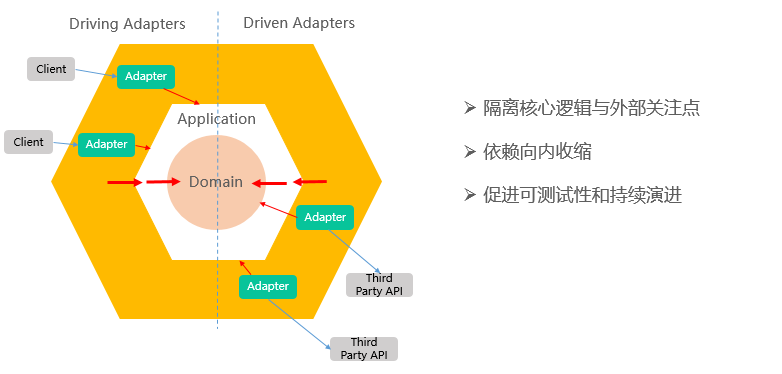 Driving Adapters
Driven Adapters
Client
Adapter
Application
Client
Adapter
Domain
Adapter
Third
Party API
Adapter
Third
Party API
➢ 隔离核心逻辑与外部关注点
➢ 依赖向内收缩
➢ 促进可测试性和持续演进